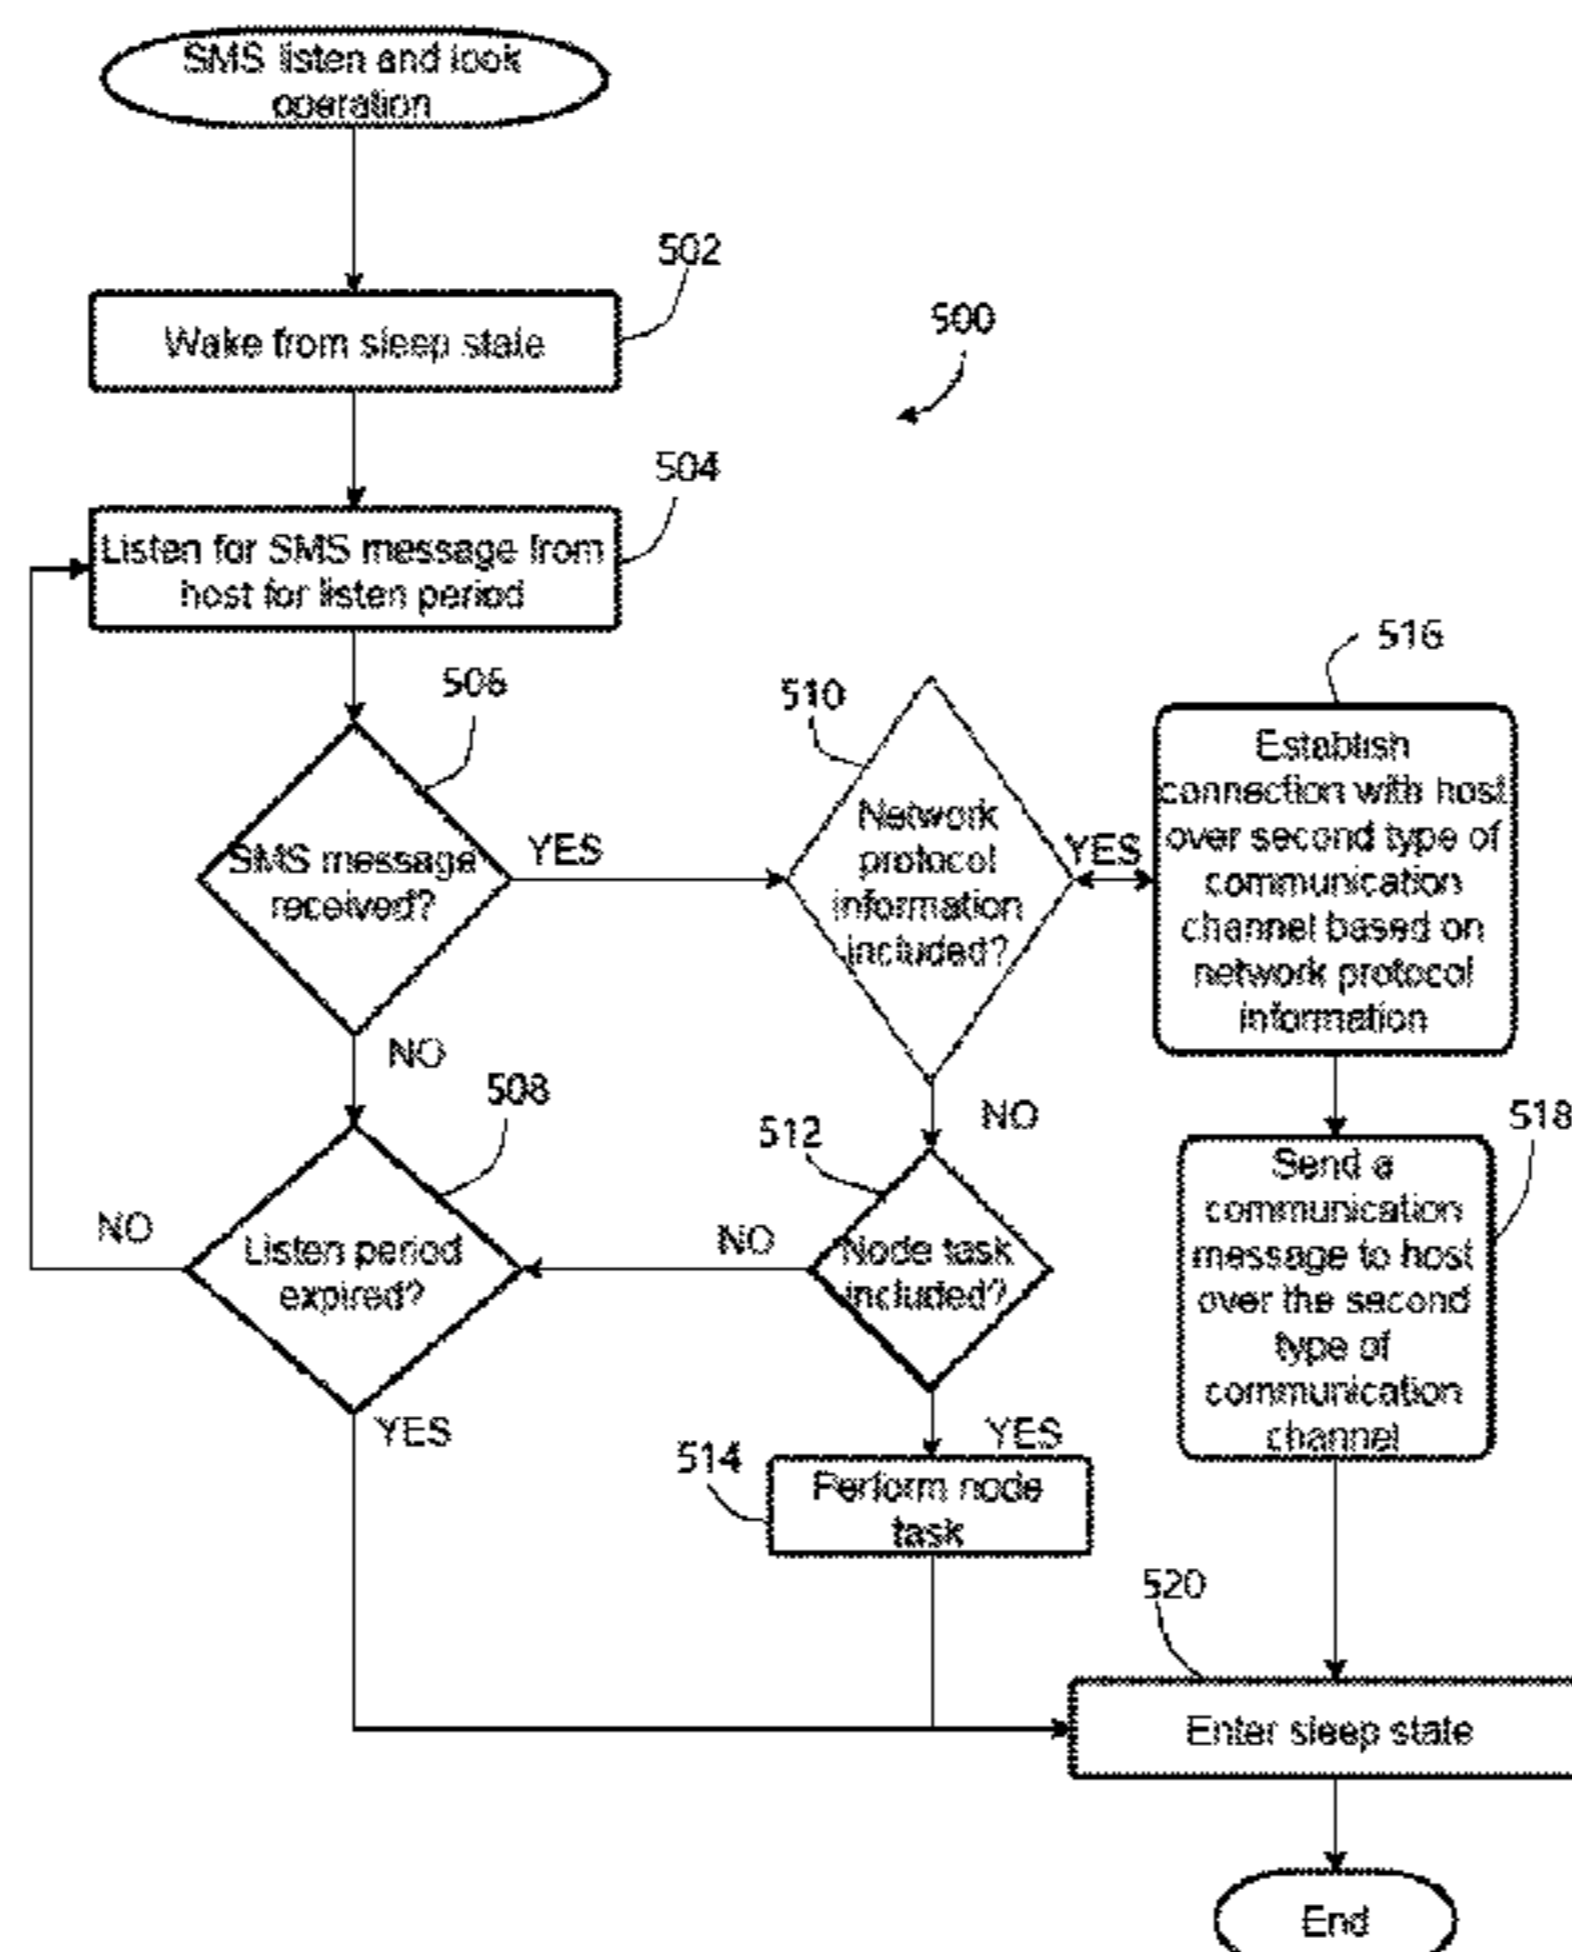 SMS listen and look
operation
502
Wake from sleep state
500
504
Listen for SMS message from
host for listen period
506
SMS message
received?
YES
NO
510
Network
protocol
information
included?
YES
NO
516
Establish
connection with host
over second type of
communication
channel based on
network protocol
information
508
Listen period
expired?
NO
YES
512
Node task
included?
NO
YES
514
Perform node
task
518
Send a
communication
message to host
over the second
type of
communication
channel
520
Enter sleep state
End